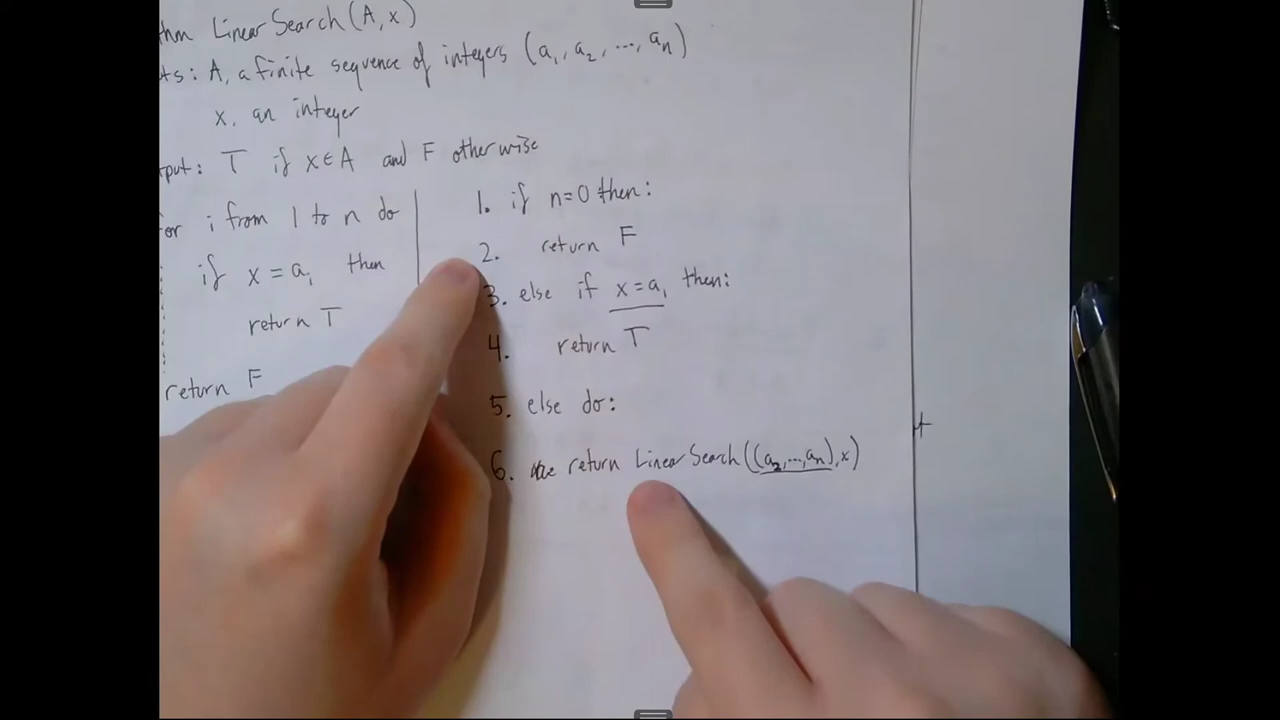 thm Linear Search (A, x)
ts: A, a finite sequence of integers (a₁, a₂, ..., aₙ)
x, an integer
put: T if x ∈ A and F otherwise
or i from 1 to n do
if x = aᵢ then
return T
return F
1. if n=0 then:
2. return F
3. else if x = a₁ then:
4. return T
5. else do:
6. return Linear Search ((a₂, ..., aₙ), x)